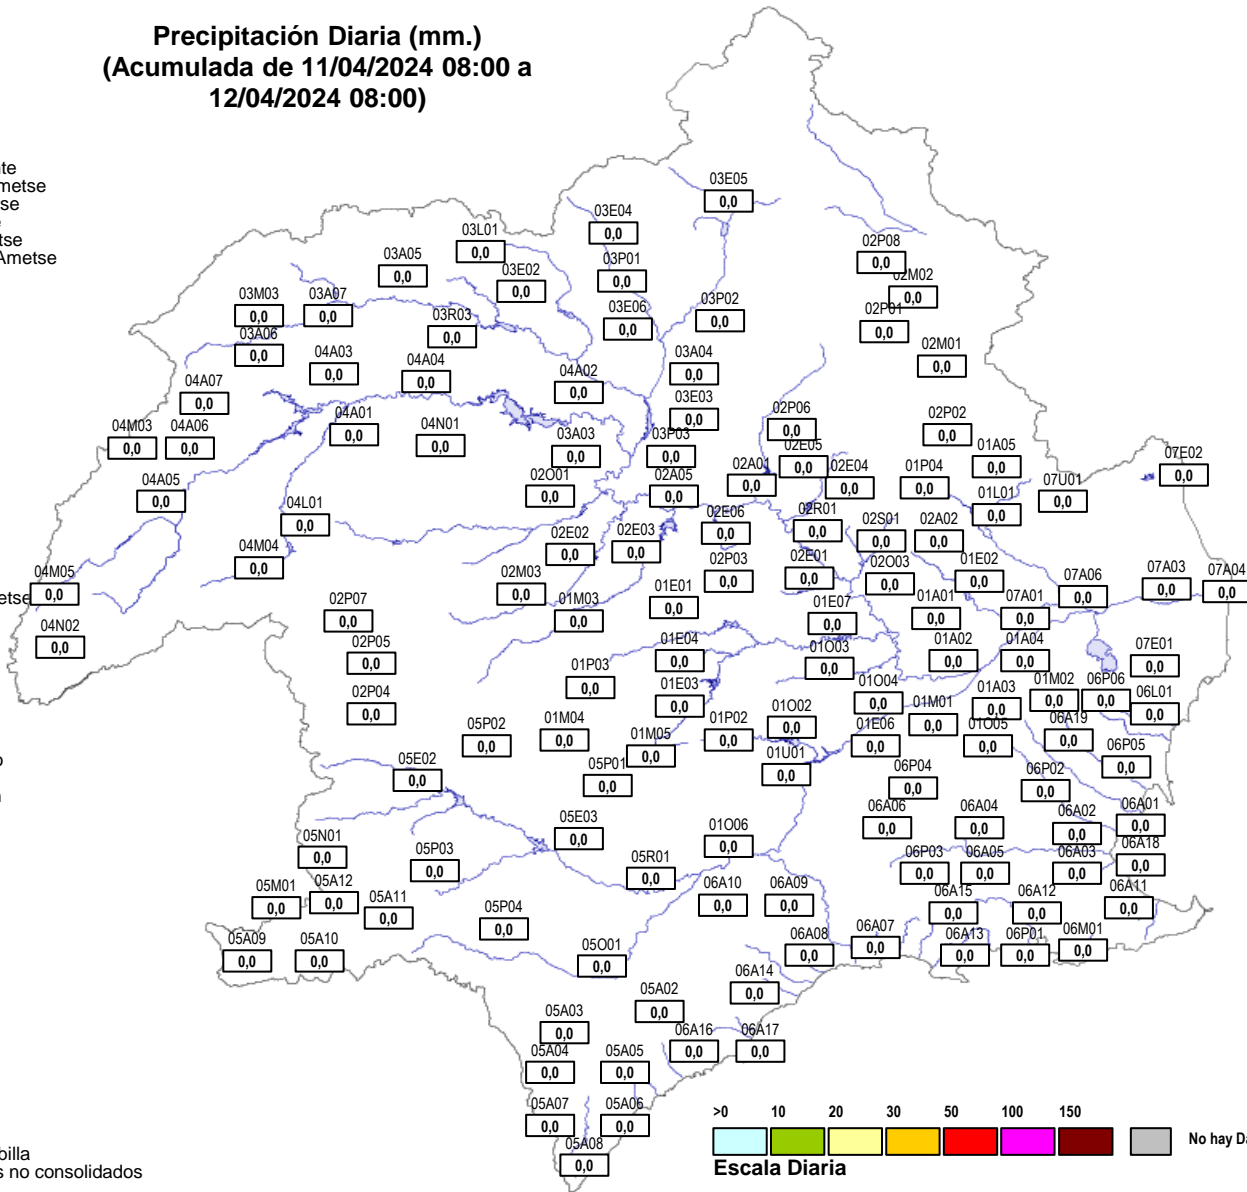 Precipitación Diaria (mm.)
(Acumulada de 11/04/2024 08:00 a
12/04/2024 08:00)
03E05
0,0
03E04
0,0
03L01
0,0
03A05
0,0
03E02
0,0
03P01
0,0
02P08
0,0
02M02
0,0
03M03
0,0
03A07
0,0
03R03
0,0
03E06
0,0
03P02
0,0
02P01
0,0
03A06
0,0
04A03
0,0
04A04
0,0
04A02
0,0
03A04
0,0
02M01
0,0
04A07
0,0
04A01
0,0
04N01
0,0
03E03
0,0
02P06
0,0
02P02
0,0
04M03
0,0
04A06
0,0
03A03
0,0
03P03
0,0
02E05
0,0
01A05
0,0
07E02
0,0
04A05
0,0
02O01
0,0
02A05
0,0
02A01
0,0
02E04
0,0
01P04
0,0
07U01
0,0
04L01
0,0
01L01
0,0
02E06
0,0
02R01
0,0
02S01
0,0
02A02
0,0
04M04
0,0
02E02
0,0
02E03
0,0
02P03
0,0
02E01
0,0
02O03
0,0
01E02
0,0
04M05
0,0
02M03
0,0
01E01
0,0
07A06
0,0
07A03
0,0
07A04
0,0
04N02
0,0
02P07
0,0
01M03
0,0
01E07
0,0
01A01
0,0
07A01
0,0
02P05
0,0
01E04
0,0
01O03
0,0
01A02
0,0
01A04
0,0
07E01
0,0
02P04
0,0
01P03
0,0
01E03
0,0
01O04
0,0
01A03
0,0
01M02
0,0
06P06
0,0
06L01
0,0
05P02
0,0
01M04
0,0
01M05
0,0
01P02
0,0
01O02
0,0
01E06
0,0
01M01
0,0
01O05
0,0
06A19
0,0
06P05
0,0
05E02
0,0
05P01
0,0
01U01
0,0
06P04
0,0
06P02
0,0
05E03
0,0
01O06
0,0
06A06
0,0
06A04
0,0
06A02
0,0
06A01
0,0
05N01
0,0
05P03
0,0
05R01
0,0
06P03
0,0
06A05
0,0
06A03
0,0
06A18
0,0
05M01
0,0
05A12
0,0
05A11
0,0
05P04
0,0
06A10
0,0
06A09
0,0
06A15
0,0
06A12
0,0
06A11
0,0
05A09
0,0
05A10
0,0
05O01
0,0
06A08
0,0
06A07
0,0
06A13
0,0
06P01
0,0
06M01
0,0
05A03
0,0
05A02
0,0
06A14
0,0
05A04
0,0
05A05
0,0
06A16
0,0
06A17
0,0
05A07
0,0
05A06
0,0
05A08
0,0
>0 10 20 30 50 100 150
No hay
Escala Diaria
s no consolidados